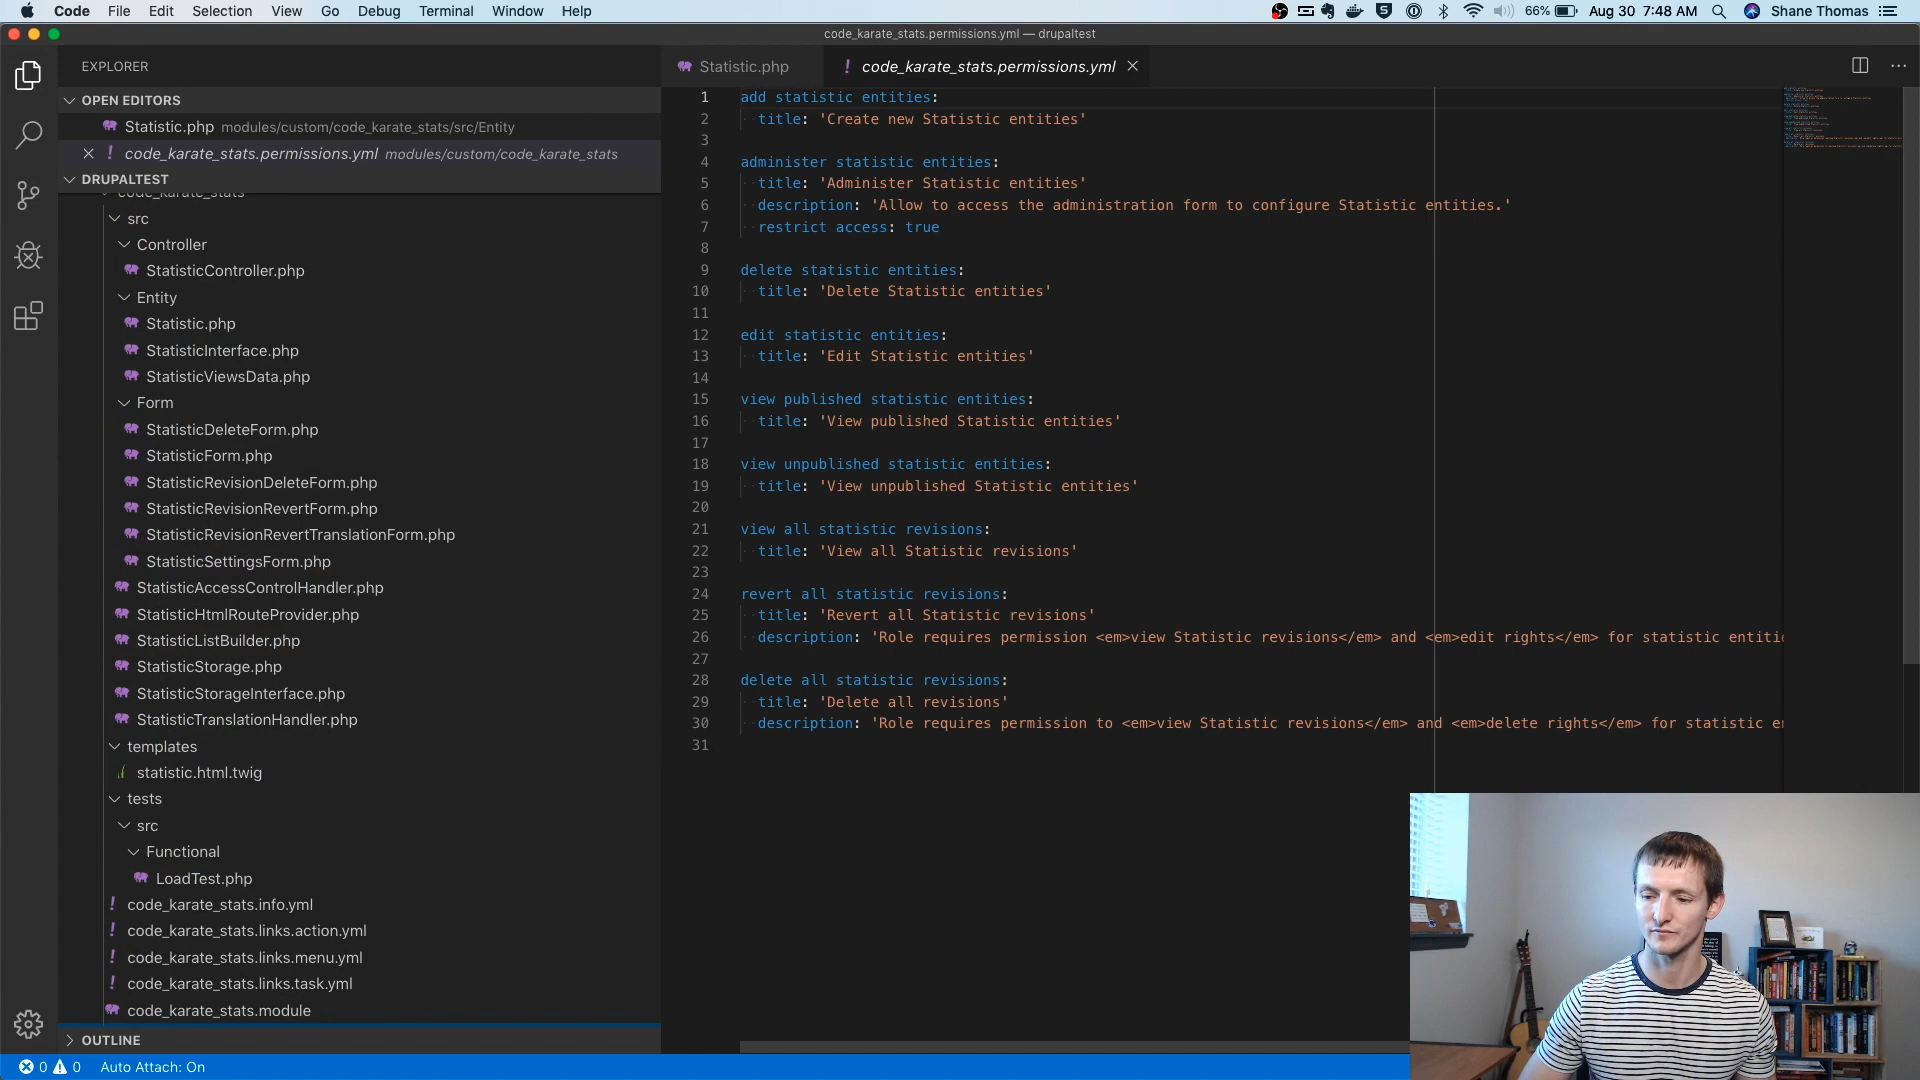 Code File Edit Selection View Go Debug Terminal Window Help 66% Aug 30 7:48 AM Shane Thomas
code_karate_stats.permissions.yml — drupaltest
EXPLORER
OPEN EDITORS
Statistic.php modules/custom/code_karate_stats/src/Entity
code_karate_stats.permissions.yml modules/custom/code_karate_stats
DRUPALTEST
code_karate_stats
src
Controller
StatisticController.php
Entity
Statistic.php
StatisticInterface.php
StatisticViewsData.php
Form
StatisticDeleteForm.php
StatisticForm.php
StatisticRevisionDeleteForm.php
StatisticRevisionRevertForm.php
StatisticRevisionRevertTranslationForm.php
StatisticSettingsForm.php
StatisticAccessControlHandler.php
StatisticHtmlRouteProvider.php
StatisticListBuilder.php
StatisticStorage.php
StatisticStorageInterface.php
StatisticTranslationHandler.php
templates
statistic.html.twig
tests
src
Functional
LoadTest.php
code_karate_stats.info.yml
code_karate_stats.links.action.yml
code_karate_stats.links.menu.yml
code_karate_stats.links.task.yml
code_karate_stats.module
OUTLINE
Statistic.php code_karate_stats.permissions.yml
1 add statistic entities:
2 title: 'Create new Statistic entities'
3
4 administer statistic entities:
5 title: 'Administer Statistic entities'
6 description: 'Allow to access the administration form to configure Statistic entities.'
7 restrict access: true
8
9 delete statistic entities:
10 title: 'Delete Statistic entities'
11
12 edit statistic entities:
13 title: 'Edit Statistic entities'
14
15 view published statistic entities:
16 title: 'View published Statistic entities'
17
18 view unpublished statistic entities:
19 title: 'View unpublished Statistic entities'
20
21 view all statistic revisions:
22 title: 'View all Statistic revisions'
23
24 revert all statistic revisions:
25 title: 'Revert all Statistic revisions'
26 description: 'Role requires permission <em>view Statistic revisions</em> and <em>edit rights</em> for statistic entitie
27
28 delete all statistic revisions:
29 title: 'Delete all revisions'
30 description: 'Role requires permission to <em>view Statistic revisions</em> and <em>delete rights</em> for statistic en
31
0 0 Auto Attach: On